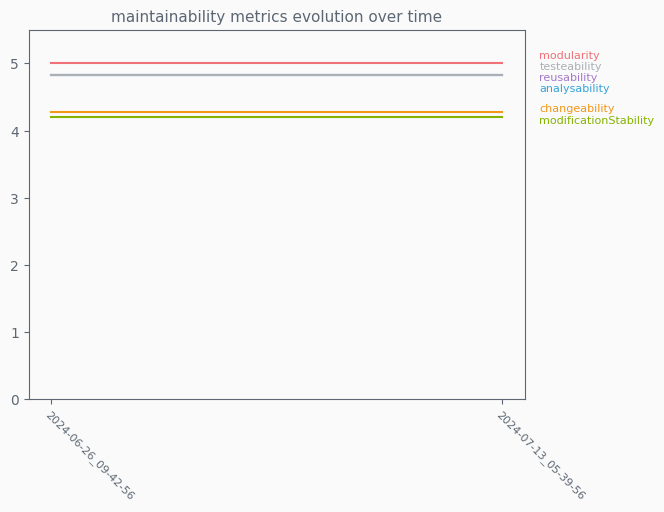 maintainability metrics evolution over time
5
4
3
2
1
0
modularity
testeability
reusability
analysability
changeability
modificationStability
2024-06-26_09-42-56
2024-07-13_05-39-56